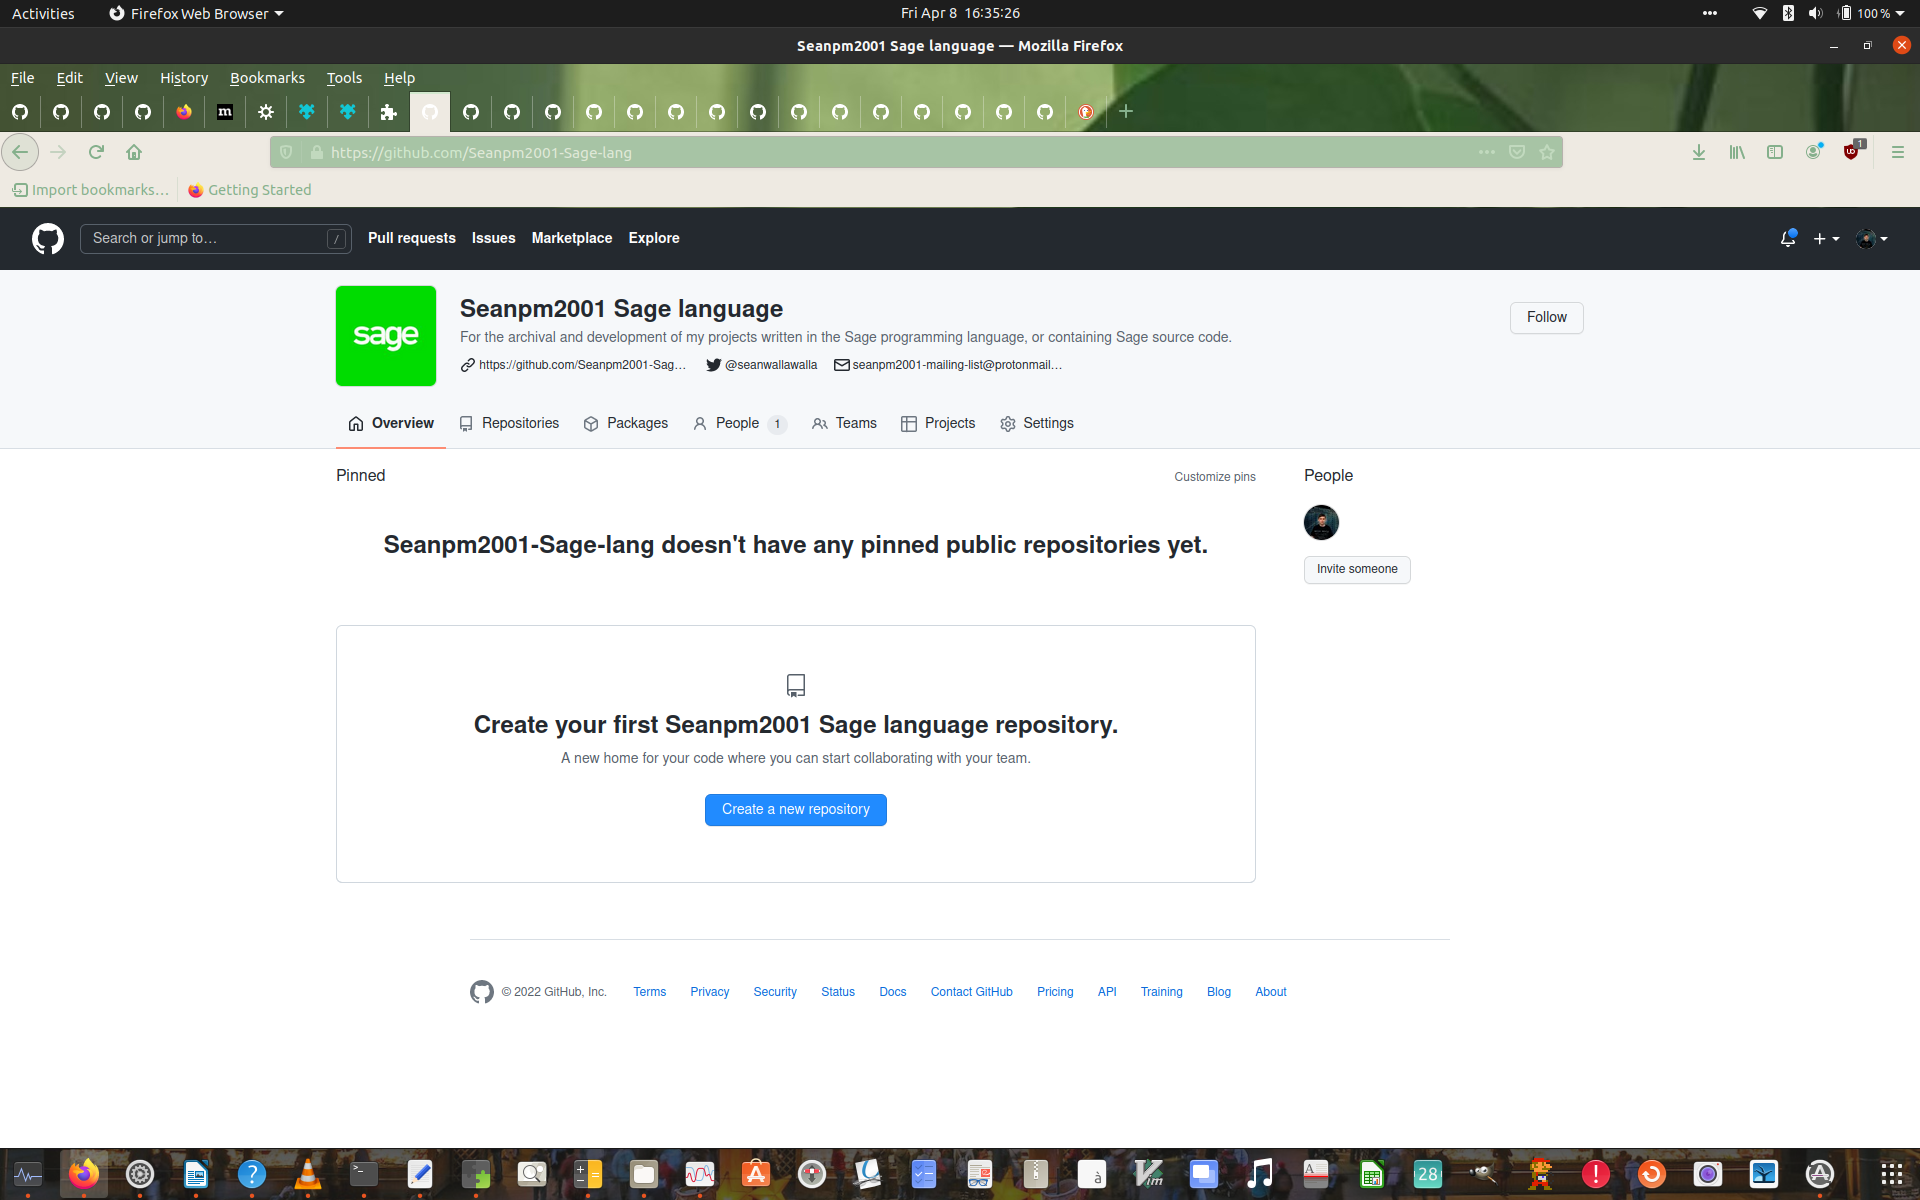 Activities Firefox Web Browser Fri Apr 8 16:35:26 100 %
Seanpm2001 Sage language — Mozilla Firefox
File Edit View History Bookmarks Tools Help
m
https://github.com/Seanpm2001-Sage-lang 1
Import bookmarks… Getting Started
Search or jump to… / Pull requests Issues Marketplace Explore
sage
Seanpm2001 Sage language
Follow
For the archival and development of my projects written in the Sage programming language, or containing Sage source code.
https://github.com/Seanpm2001-Sag… @seanwallawalla seanpm2001-mailing-list@protonmail…
Overview Repositories Packages People 1 Teams Projects Settings
Pinned Customize pins People
Seanpm2001-Sage-lang doesn't have any pinned public repositories yet.
Invite someone
Create your first Seanpm2001 Sage language repository.
A new home for your code where you can start collaborating with your team.
Create a new repository
© 2022 GitHub, Inc. Terms Privacy Security Status Docs Contact GitHub Pricing API Training Blog About
? >_ à Vim A 28 !